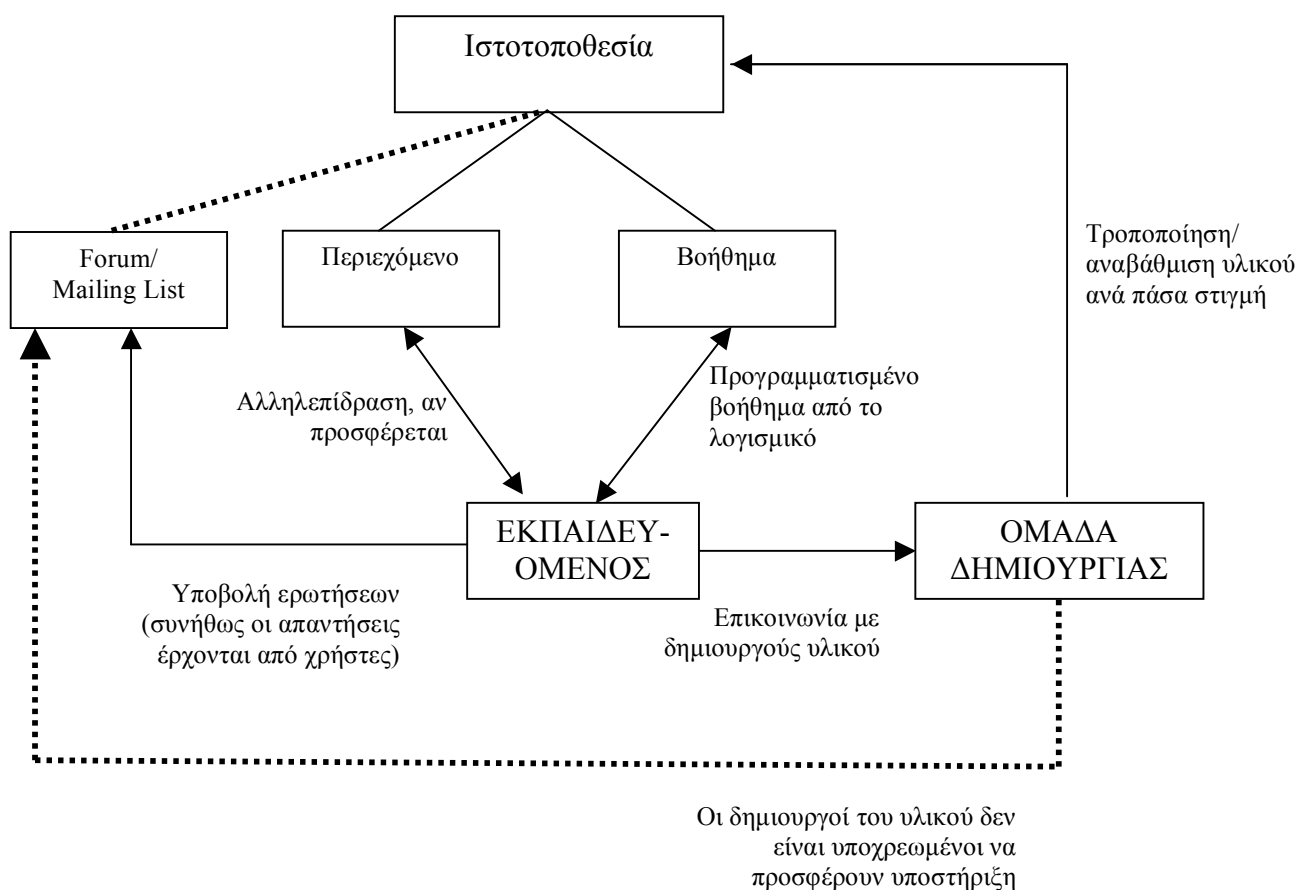 Ιστοτοποθεσία
Forum/
Mailing List
Περιεχόμενο
Βοήθημα
Τροποποίηση/
αναβάθμιση υλικού
ανά πάσα στιγμή
Αλληλεπίδραση, αν
προσφέρεται
Προγραμματισμένο
βοήθημα από το
λογισμικό
ΕΚΠΑΙΔΕΥ-
ΟΜΕΝΟΣ
ΟΜΑΔΑ
ΔΗΜΙΟΥΡΓΙΑΣ
Υποβολή ερωτήσεων
(συνήθως οι απαντήσεις
έρχονται από χρήστες)
Επικοινωνία με
δημιουργούς υλικού
Οι δημιουργοί του υλικού δεν
είναι υποχρεωμένοι να
προσφέρουν υποστήριξη